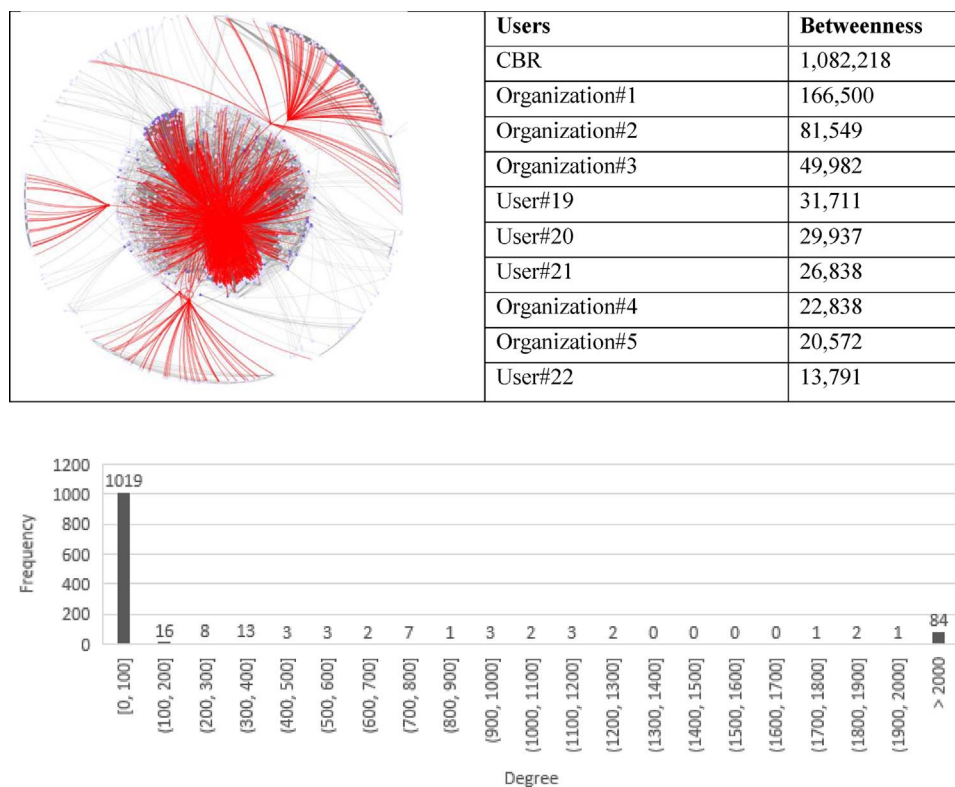 Users Betweenness
CBR 1,082,218
Organization#1 166,500
Organization#2 81,549
Organization#3 49,982
User#19 31,711
User#20 29,937
User#21 26,838
Organization#4 22,838
Organization#5 20,572
User#22 13,791
1200
1000
800
600
400
200
0
Frequency
1019 16 8 13 3 3 2 7 1 3 2 3 2 0 0 0 0 1 2 1 84
[0, 100]
(100, 200]
(200, 300]
(300, 400]
(400, 500]
(500, 600]
(600, 700]
(700, 800]
(800, 900]
(900, 1000]
(1000, 1100]
(1100, 1200]
(1200, 1300]
(1300, 1400]
(1400, 1500]
(1500, 1600]
(1600, 1700]
(1700, 1800]
(1800, 1900]
(1900, 2000]
> 2000
Degree